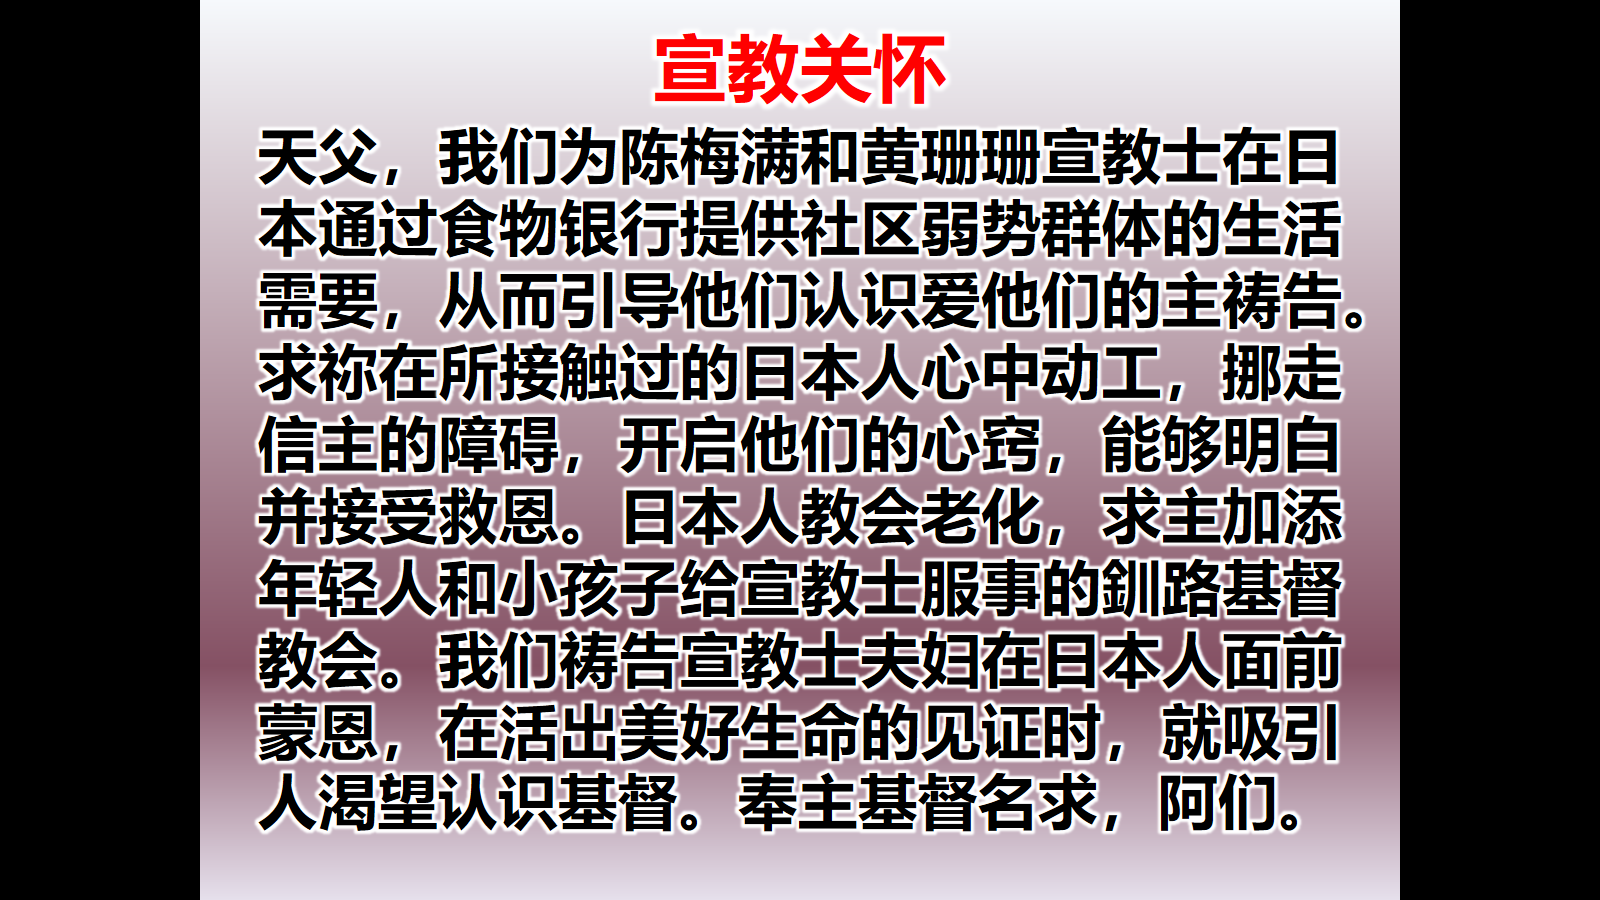 宣教关怀
天父，我们为陈梅满和黄珊珊宣教士在日
本通过食物银行提供社区弱势群体的生活
需要，从而引导他们认识爱他们的主祷告。
求祢在所接触过的日本人心中动工，挪走
信主的障碍，开启他们的心窍，能够明白
并接受救恩。日本人教会老化，求主加添
年轻人和小孩子给宣教士服事的釧路基督
教会。我们祷告宣教士夫妇在日本人面前
蒙恩，在活出美好生命的见证时，就吸引
人渴望认识基督。奉主基督名求，阿们。